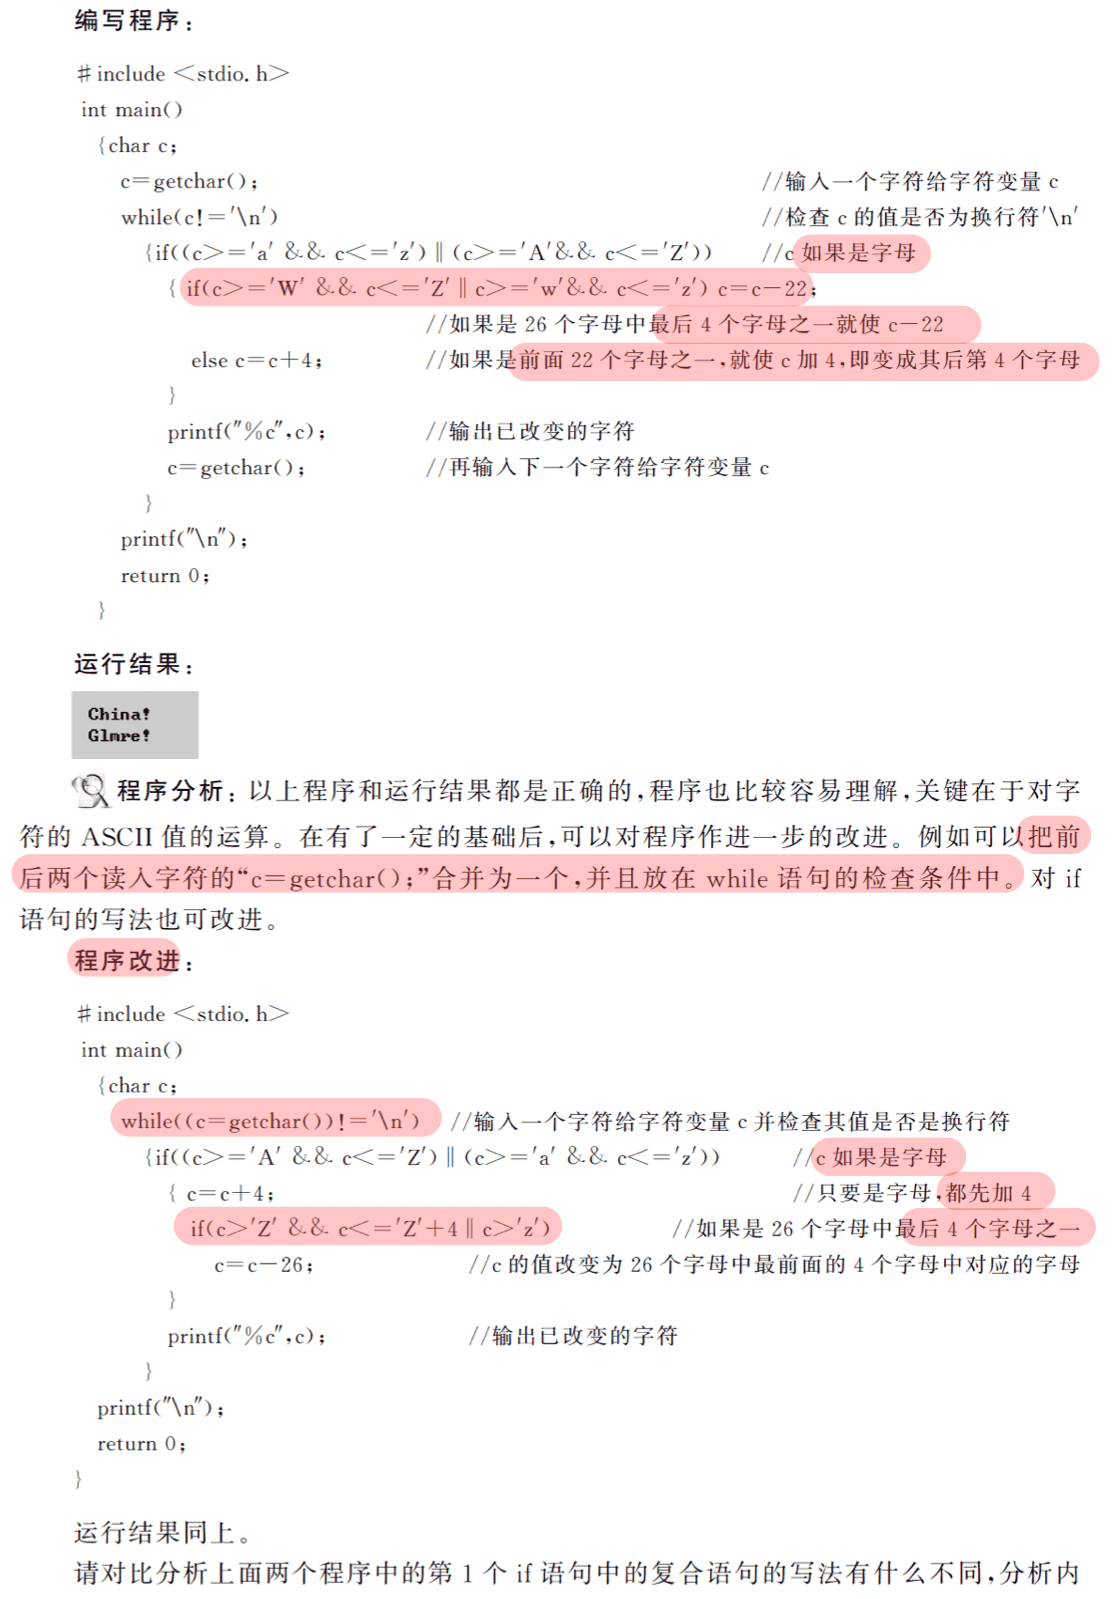 编写程序:
#include <stdio.h>
int main()
{char c;
c=getchar(); //输入一个字符给字符变量 c
while(c!='\n') //检查 c 的值是否为换行符'\n'
{if((c>='a' && c<='z')||(c>='A'&& c<='Z')) //c 如果是字母
{ if(c>='W' && c<='Z'||c>='w'&& c<='z') c=c-22;
//如果是 26 个字母中最后 4 个字母之一就使 c-22
else c=c+4; //如果是前面 22 个字母之一,就使 c 加 4,即变成其后第 4 个字母
}
printf("%c",c); //输出已改变的字符
c=getchar(); //再输入下一个字符给字符变量 c
}
printf("\n");
return 0;
}
运行结果:
China!
Glmre!
程序分析:以上程序和运行结果都是正确的,程序也比较容易理解,关键在于对字
符的 ASCII 值的运算。在有了一定的基础后,可以对程序作进一步的改进。例如可以把前
后两个读入字符的“c=getchar();”合并为一个,并且放在 while 语句的检查条件中。对 if
语句的写法也可改进。
程序改进:
#include <stdio.h>
int main()
{char c;
while((c=getchar())!='\n') //输入一个字符给字符变量 c 并检查其值是否是换行符
{if((c>='A' && c<='Z')||(c>='a' && c<='z')) //c 如果是字母
{ c=c+4; //只要是字母,都先加 4
if(c>'Z' && c<='Z'+4||c>'z') //如果是 26 个字母中最后 4 个字母之一
c=c-26; //c 的值改变为 26 个字母中最前面的 4 个字母中对应的字母
}
printf("%c",c); //输出已改变的字符
}
printf("\n");
return 0;
}
运行结果同上。
请对比分析上面两个程序中的第 1 个 if 语句中的复合语句的写法有什么不同,分析内